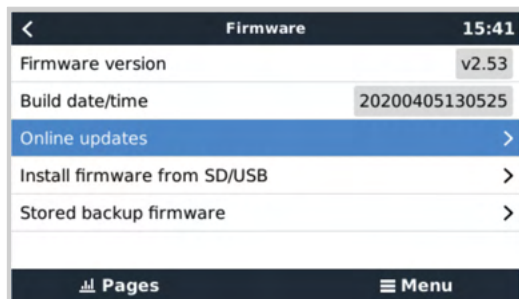 Firmware 15:41
Firmware version v2.53
Build date/time 20200405130525
Online updates
Install firmware from SD/USB
Stored backup firmware
Pages Menu